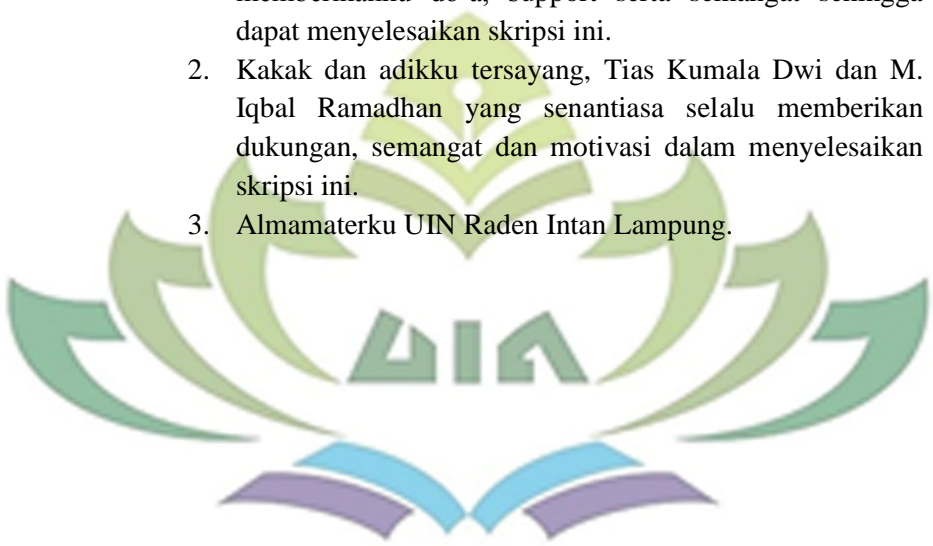 dapat menyelesaikan skripsi ini.
2. Kakak dan adikku tersayang, Tias Kumala Dwi dan M.
Iqbal Ramadhan yang senantiasa selalu memberikan
dukungan, semangat dan motivasi dalam menyelesaikan
skripsi ini.
3. Almamaterku UIN Raden Intan Lampung.
UIN